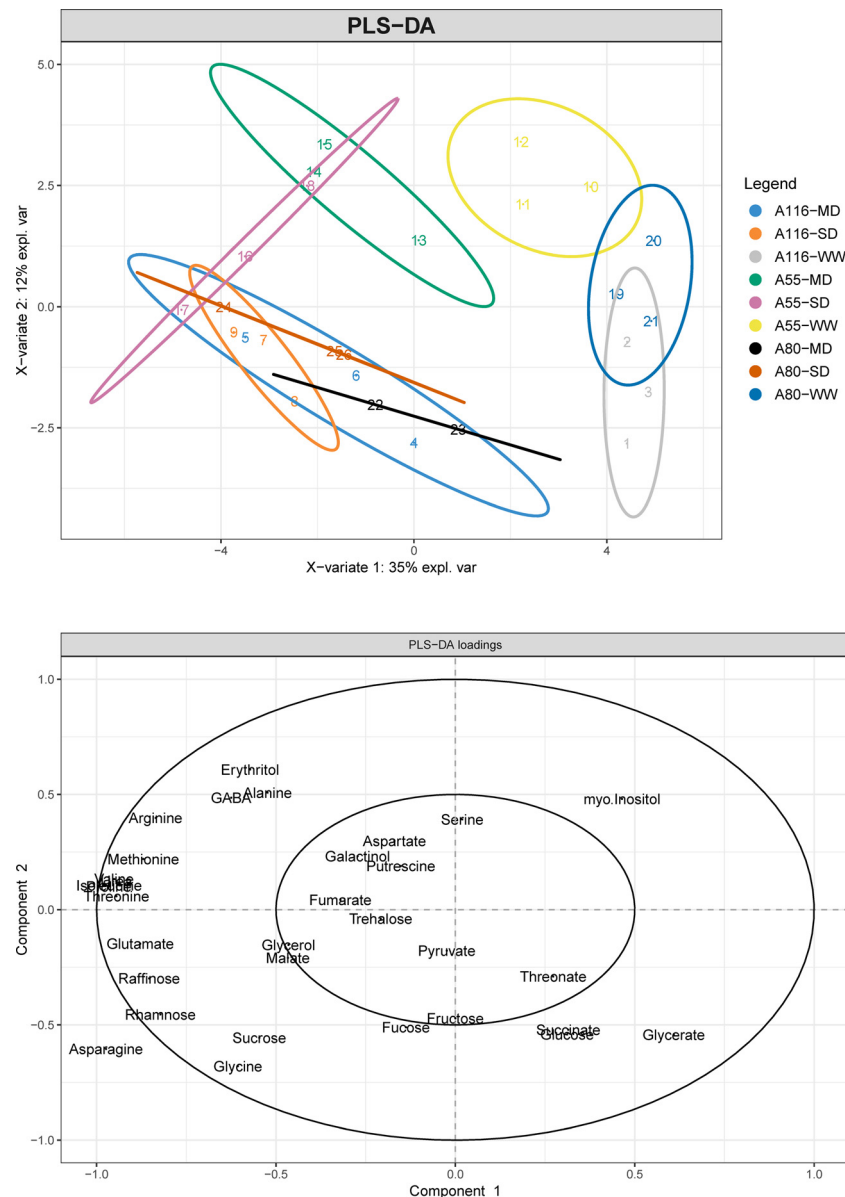 PLS−DA
5.0
2.5
0.0
−2.5
X−variate 2: 12% expl. var
12
15
14
18
10
11
13
16
20
19
17
24
9
5
7
21
2
25
26
6
3
8
22
23
4
1
−4
0
4
X−variate 1: 35% expl. var
Legend
A116−MD
A116−SD
A116−WW
A55−MD
A55−SD
A55−WW
A80−MD
A80−SD
A80−WW
PLS−DA loadings
1.0
0.5
0.0
−0.5
−1.0
Component 2
Erythritol
Alanine
GABA
myo.Inositol
Arginine
Serine
Aspartate
Galactinol
Methionine
Putrescine
Valine
Threonine
Fumarate
Trehalose
Glutamate
Glycerol
Malate
Pyruvate
Raffinose
Threonate
Rhamnose
Fructose
Fucose
Succinate
Glucose
Glycerate
Sucrose
Asparagine
Glycine
−1.0
−0.5
0.0
0.5
1.0
Component 1